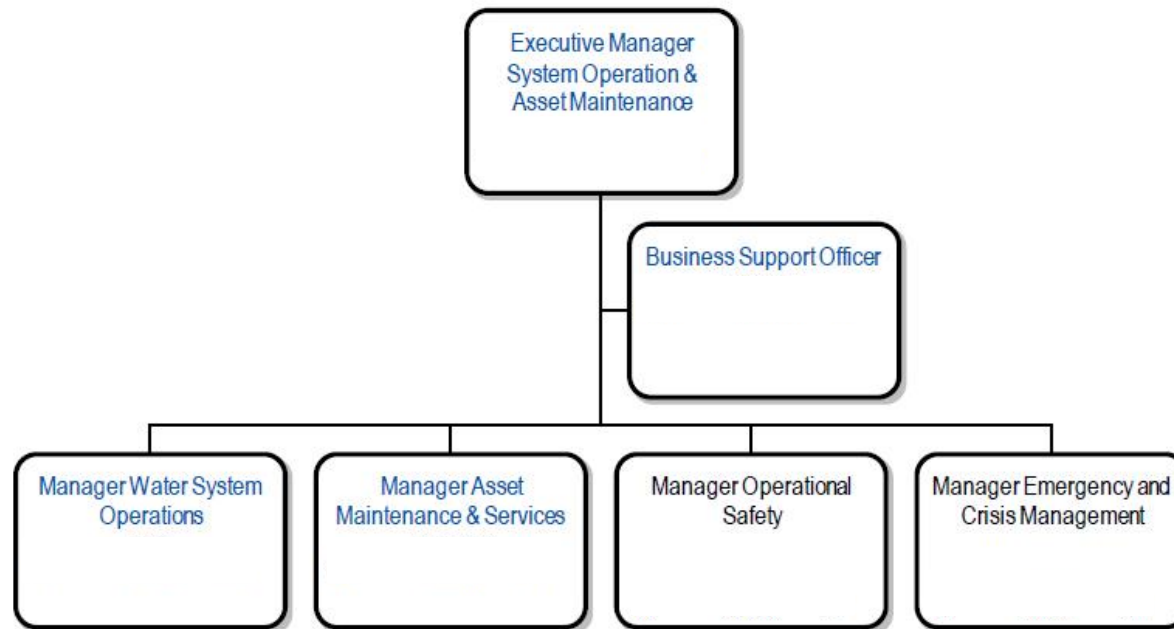 Executive Manager
System Operation &
Asset Maintenance
Business Support Officer
Manager Water System
Operations
Manager Asset
Maintenance & Services
Manager Operational
Safety
Manager Emergency and
Crisis Management